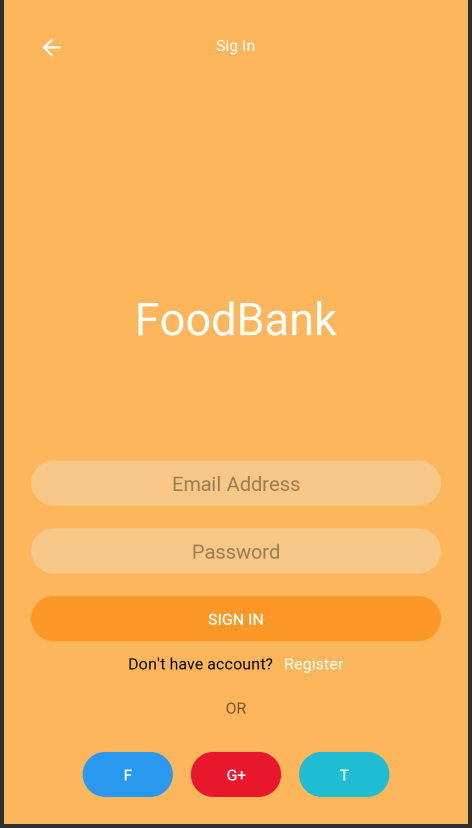 Sig In
FoodBank
Email Address
Password
SIGN IN
Don't have account? Register
OR
F G+ T